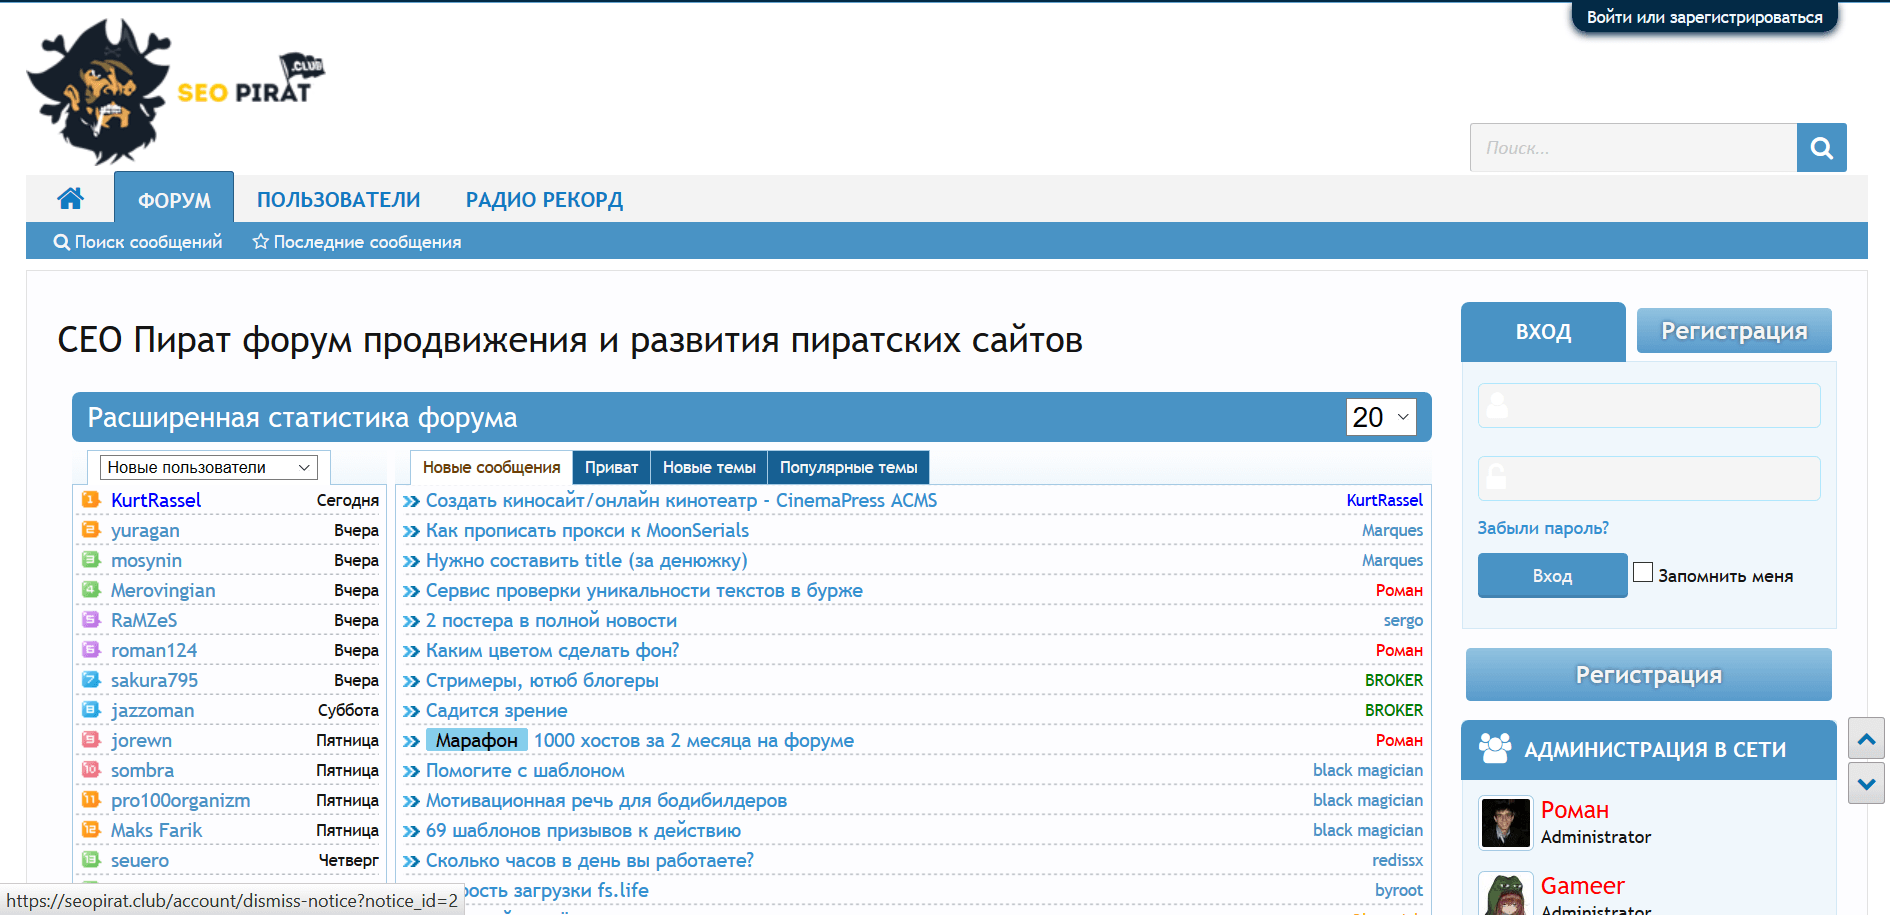 Войти или зарегистрироваться
.CLUB
SEO PIRAT
Поиск...
ФОРУМ ПОЛЬЗОВАТЕЛИ РАДИО РЕКОРД
Поиск сообщений Последние сообщения
СЕО Пират форум продвижения и развития пиратских сайтов
Расширенная статистика форума 20
Новые пользователи
1 KurtRassel Сегодня
2 yuragan Вчера
3 mosynin Вчера
4 Merovingian Вчера
5 RaMZeS Вчера
6 roman124 Вчера
7 sakura795 Вчера
8 jazzoman Суббота
9 jorewn Пятница
10 sombra Пятница
11 pro100organizm Пятница
12 Maks Farik Пятница
13 seuero Четверг
Новые сообщения Приват Новые темы Популярные темы
Создать киносайт/онлайн кинотеатр - CinemaPress ACMS KurtRassel
Как прописать прокси к MoonSerials Marques
Нужно составить title (за денюжку) Marques
Сервис проверки уникальности текстов в бурже Роман
2 постера в полной новости sergo
Каким цветом сделать фон? Роман
Стримеры, ютюб блогеры BROKER
Садится зрение BROKER
Марафон 1000 хостов за 2 месяца на форуме Роман
Помогите с шаблоном black magician
Мотивационная речь для бодибилдеров black magician
69 шаблонов призывов к действию black magician
Сколько часов в день вы работаете? redissx
загрузки fs.life byroot
ВХОД Регистрация
Забыли пароль?
Вход Запомнить меня
Регистрация
АДМИНИСТРАЦИЯ В СЕТИ
Роман
Administrator
Gameer
Administrator
https://seopirat.club/account/dismiss-notice?notice_id=2